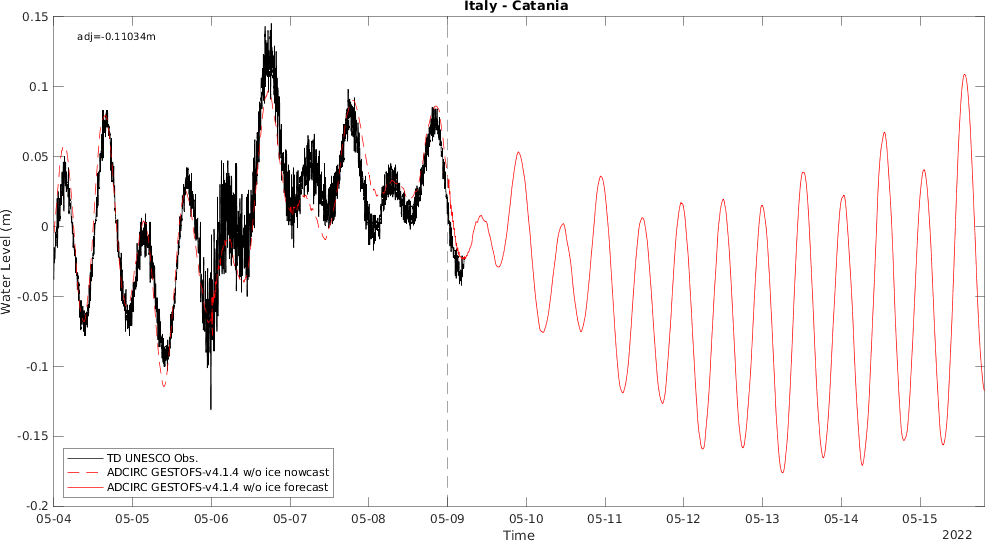 Italy - Catania
adj=-0.11034m
Water Level (m)
0.15
0.1
0.05
0
-0.05
-0.1
-0.15
-0.2
TD UNESCO Obs.
ADCIRC GESTOFS-v4.1.4 w/o ice nowcast
ADCIRC GESTOFS-v4.1.4 w/o ice forecast
05-04 05-05 05-06 05-07 05-08 05-09 05-10 05-11 05-12 05-13 05-14 05-15
Time
2022